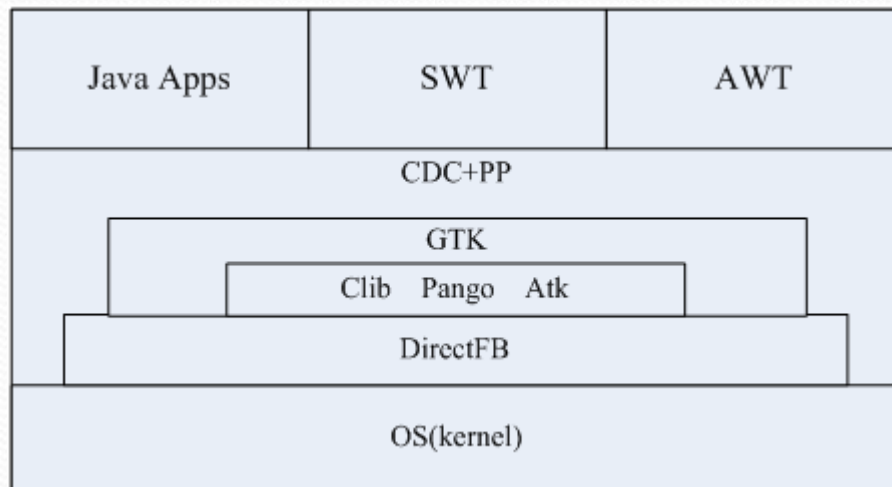 Java Apps SWT AWT
CDC+PP
GTK
Clib Pango Atk
DirectFB
OS(kernel)